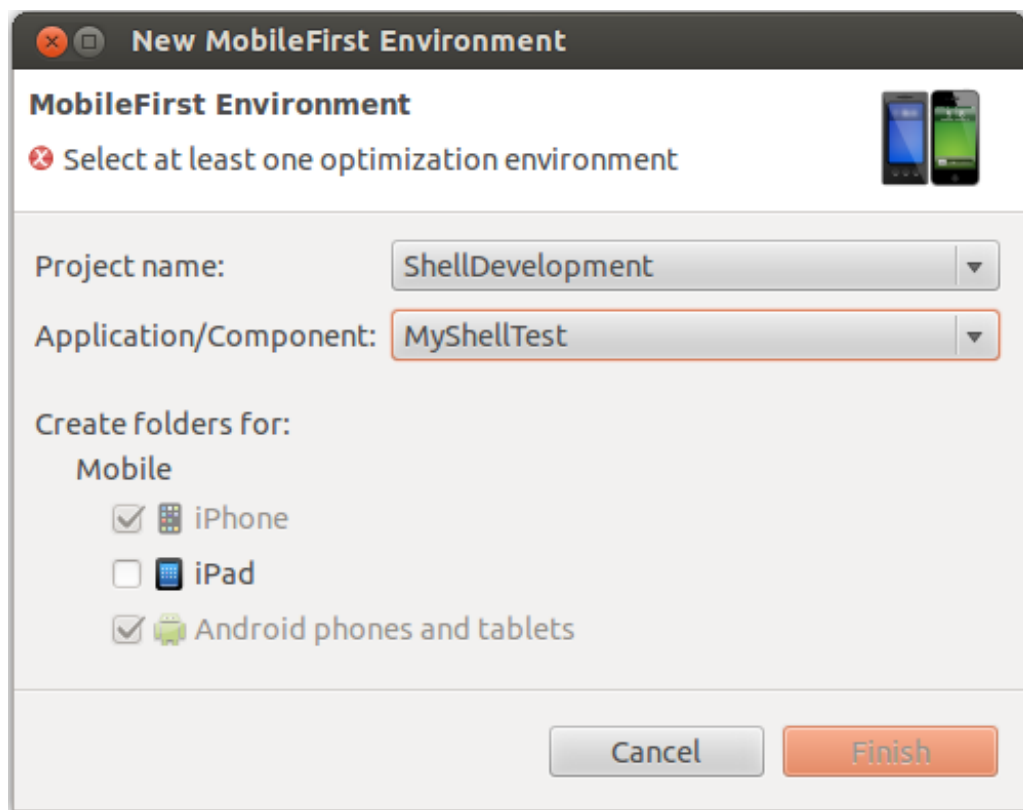 New MobileFirst Environment
MobileFirst Environment
Select at least one optimization environment
Project name: ShellDevelopment
Application/Component: MyShellTest
Create folders for:
Mobile
iPhone
iPad
Android phones and tablets
Cancel Finish